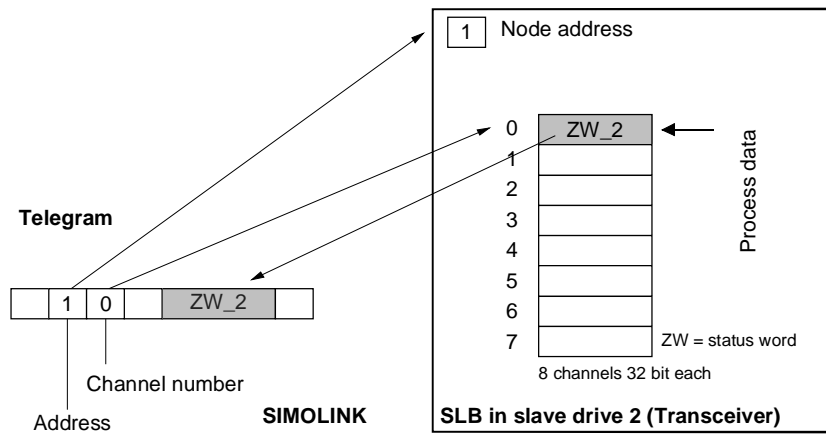 1 Node address
0 ZW_2
1
2
3
4
5
6
7
Process data
ZW = status word
8 channels 32 bit each
SLB in slave drive 2 (Transceiver)
Telegram
1 0 ZW_2
Channel number
Address
SIMOLINK